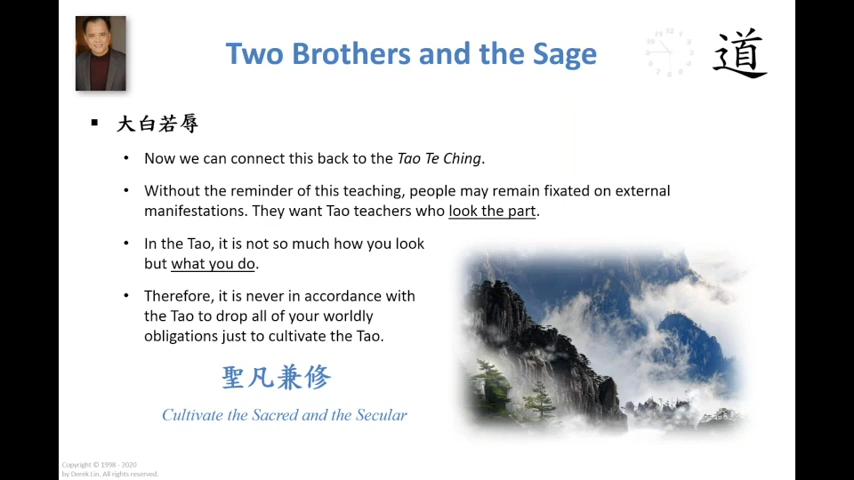 Two Brothers and the Sage
道
大白若辱
Now we can connect this back to the Tao Te Ching.
Without the reminder of this teaching, people may remain fixated on external
manifestations. They want Tao teachers who look the part.
In the Tao, it is not so much how you look
but what you do.
Therefore, it is never in accordance with
the Tao to drop all of your worldly
obligations just to cultivate the Tao.
聖凡兼修
Cultivate the Sacred and the Secular
Copyright © 1998 - 2020
by Derek Lin. All rights reserved.